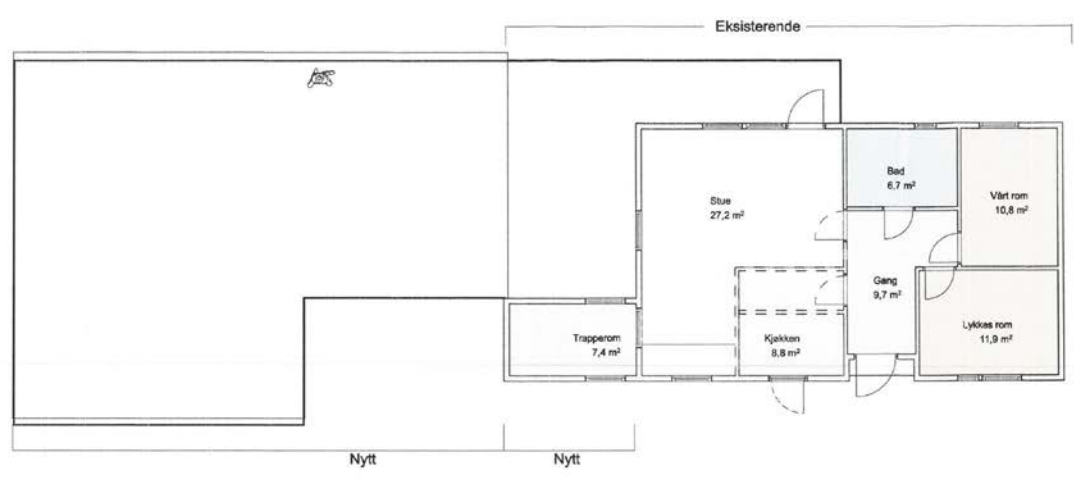 Eksisterende
Bad
6,7 m²
Vårt rom
10,8 m²
Stue
27,2 m²
Gang
9,7 m²
Lykkes rom
11,9 m²
Trapperom
7,4 m²
Kjøkken
8,8 m²
Nytt
Nytt